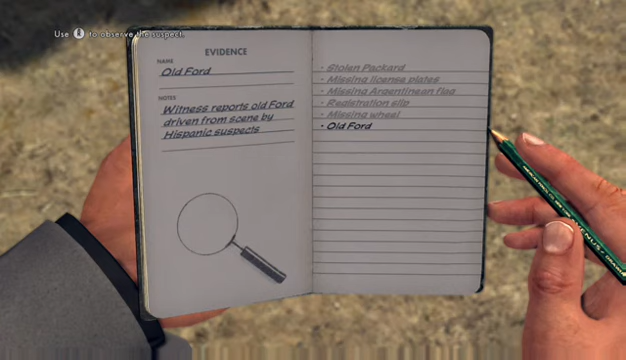 Use to observe the suspect.
EVIDENCE
NAME
Old Ford
NOTES
Witness reports old Ford
driven from scene by
Hispanic suspects
· Stolen Packard
· Missing license plates
· Missing Argentinean flag
· Registration slip
· Missing wheel
· Old Ford
VENUS